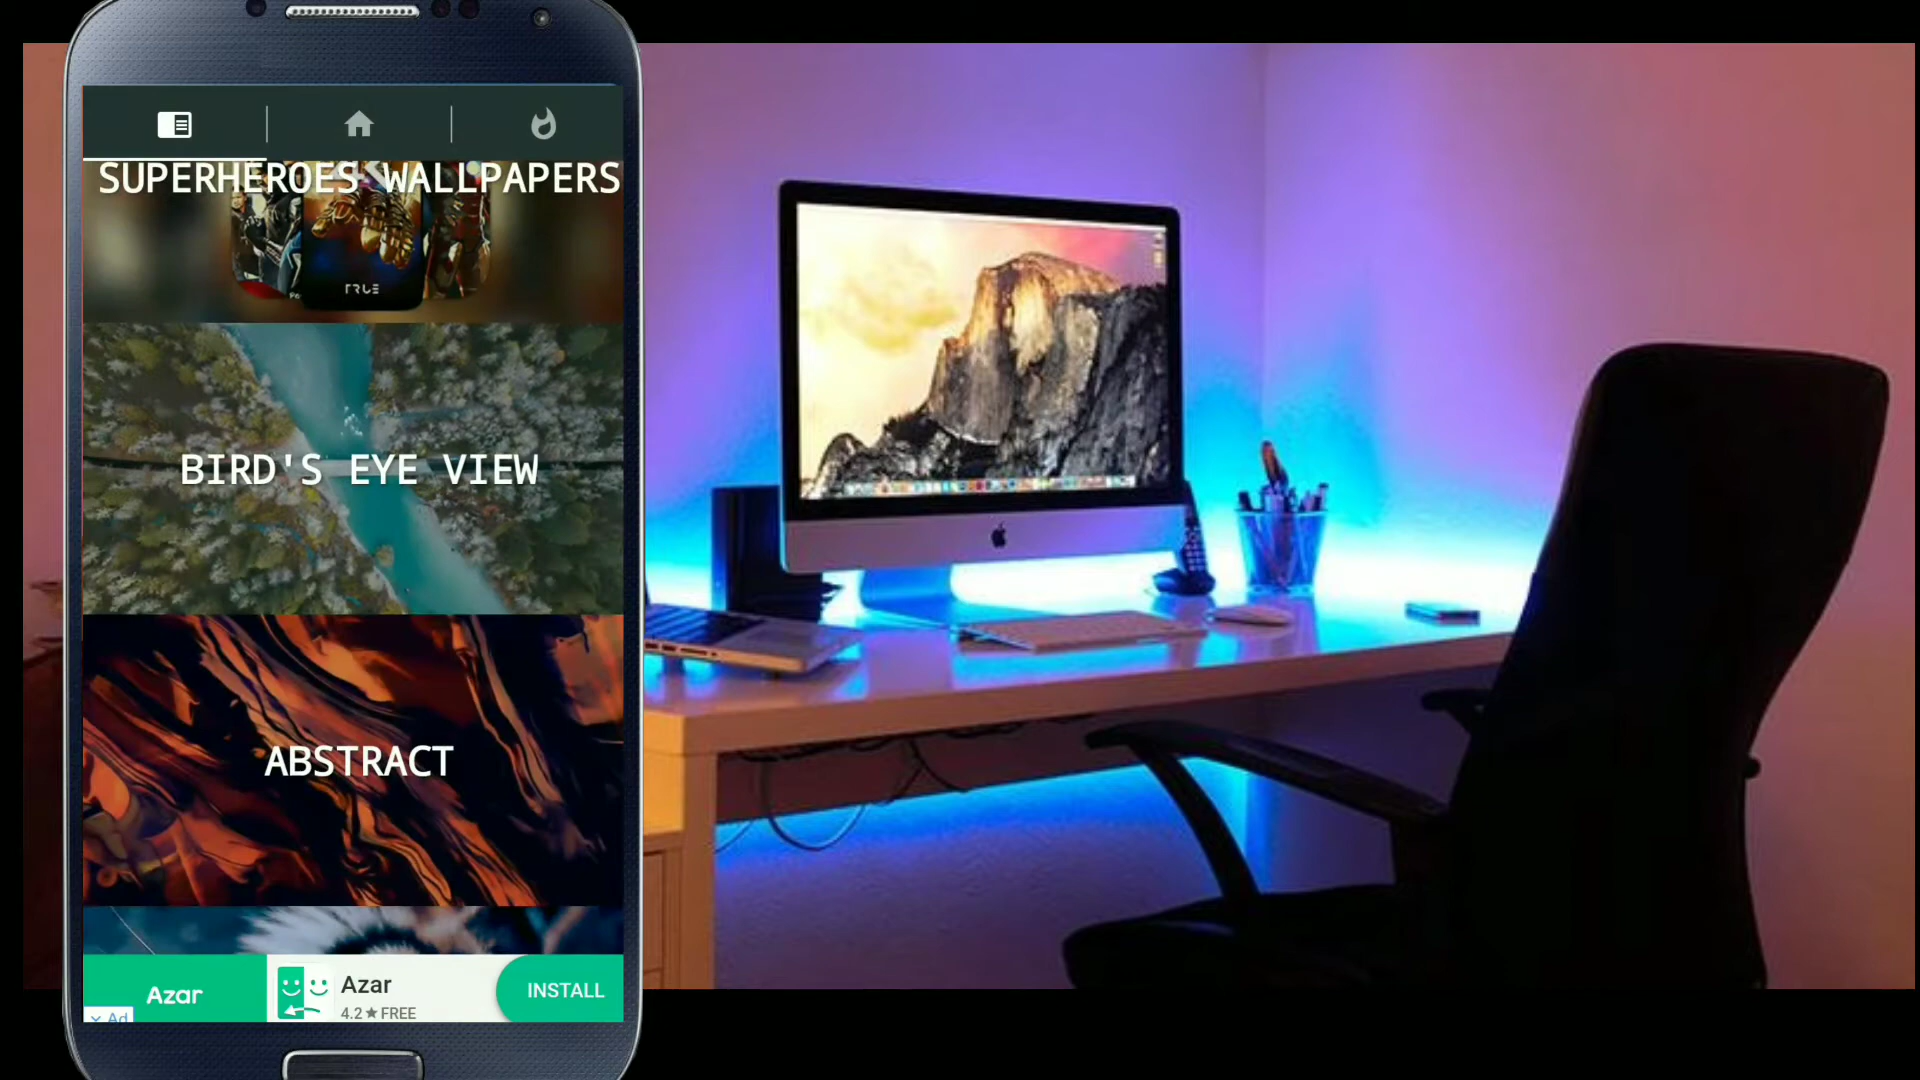 SUPERHEROES WALLPAPERS
TRUE
BIRD'S EYE VIEW
ABSTRACT
Azar
Azar
4.2★FREE
INSTALL
Ad